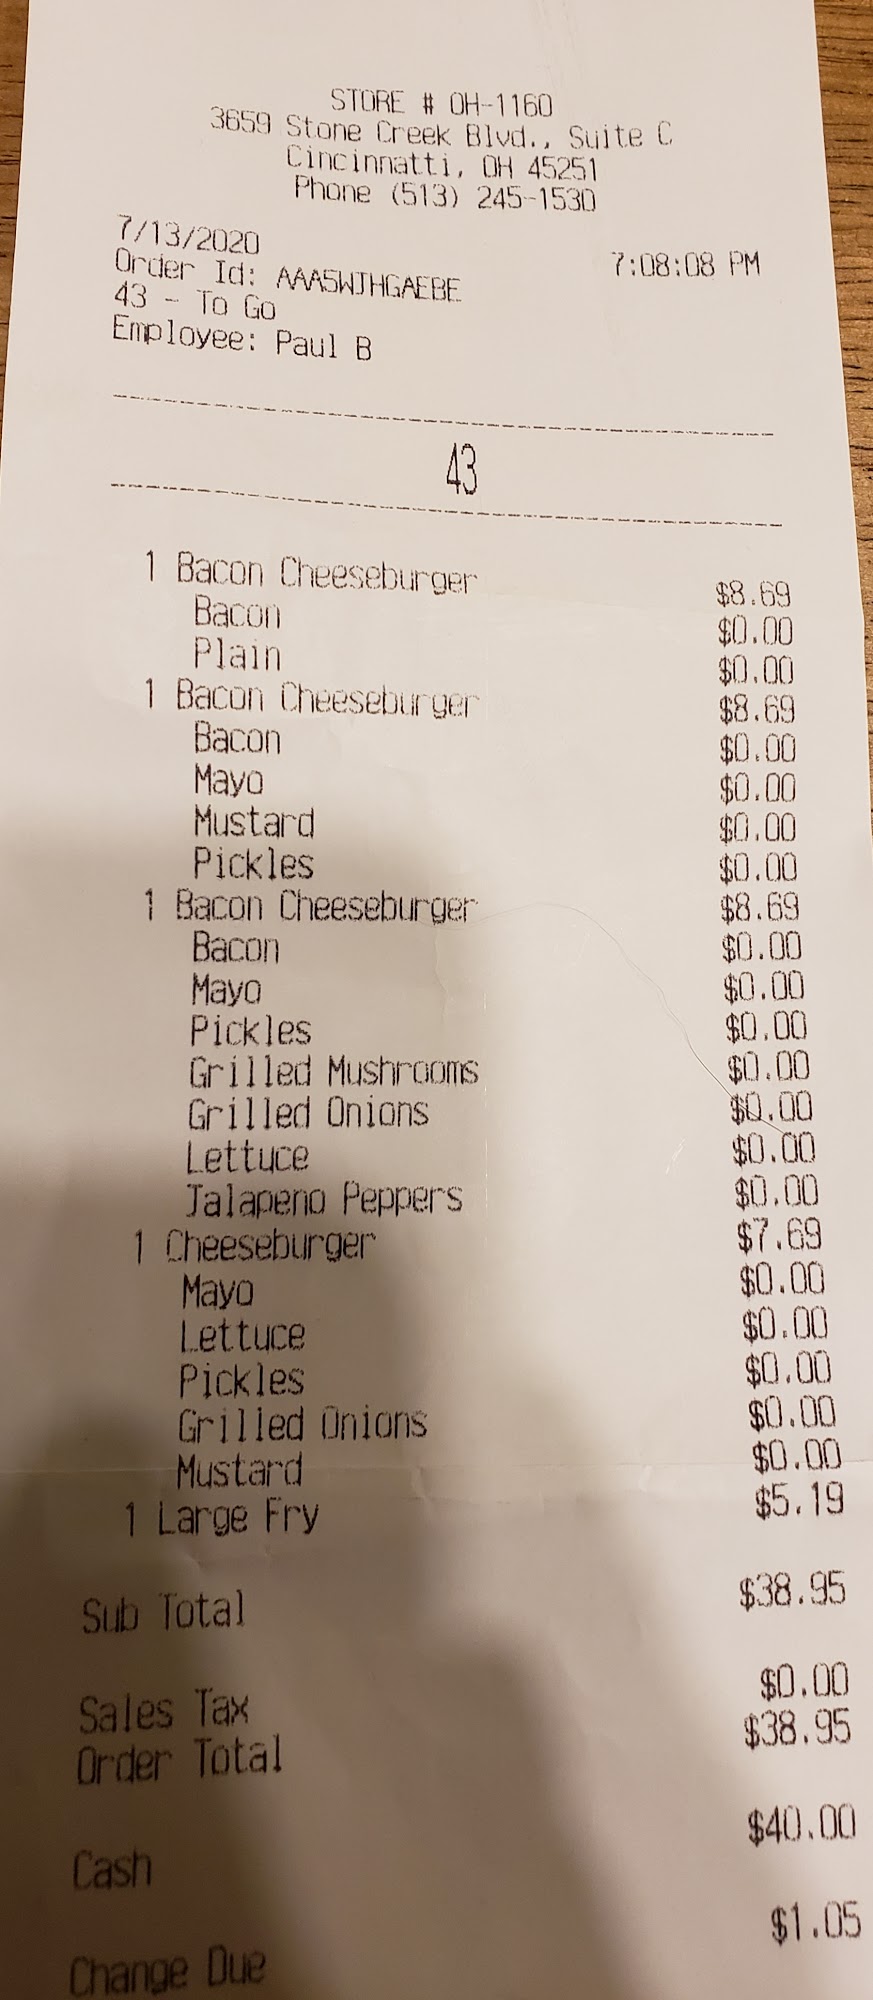 STORE # OH-1160
3659 Stone Creek Blvd., Suite C
Cincinnatti, OH 45251
Phone (513) 245-1530
7/13/2020 7:08:08 PM
Order Id: AAA5WJHGAEBE
43 - To Go
Employee: Paul B
43
1 Bacon Cheeseburger $8.69
Bacon $0.00
Plain $0.00
1 Bacon Cheeseburger $8.69
Bacon $0.00
Mayo $0.00
Mustard $0.00
Pickles $0.00
1 Bacon Cheeseburger $8.69
Bacon $0.00
Mayo $0.00
Pickles $0.00
Grilled Mushrooms $0.00
Grilled Onions $0.00
Lettuce $0.00
Jalapeno Peppers $0.00
1 Cheeseburger $7.69
Mayo $0.00
Lettuce $0.00
Pickles $0.00
Grilled Onions $0.00
Mustard $0.00
1 Large Fry $5.19
Sub Total $38.95
Sales Tax $0.00
Order Total $38.95
Cash $40.00
Change Due $1.05